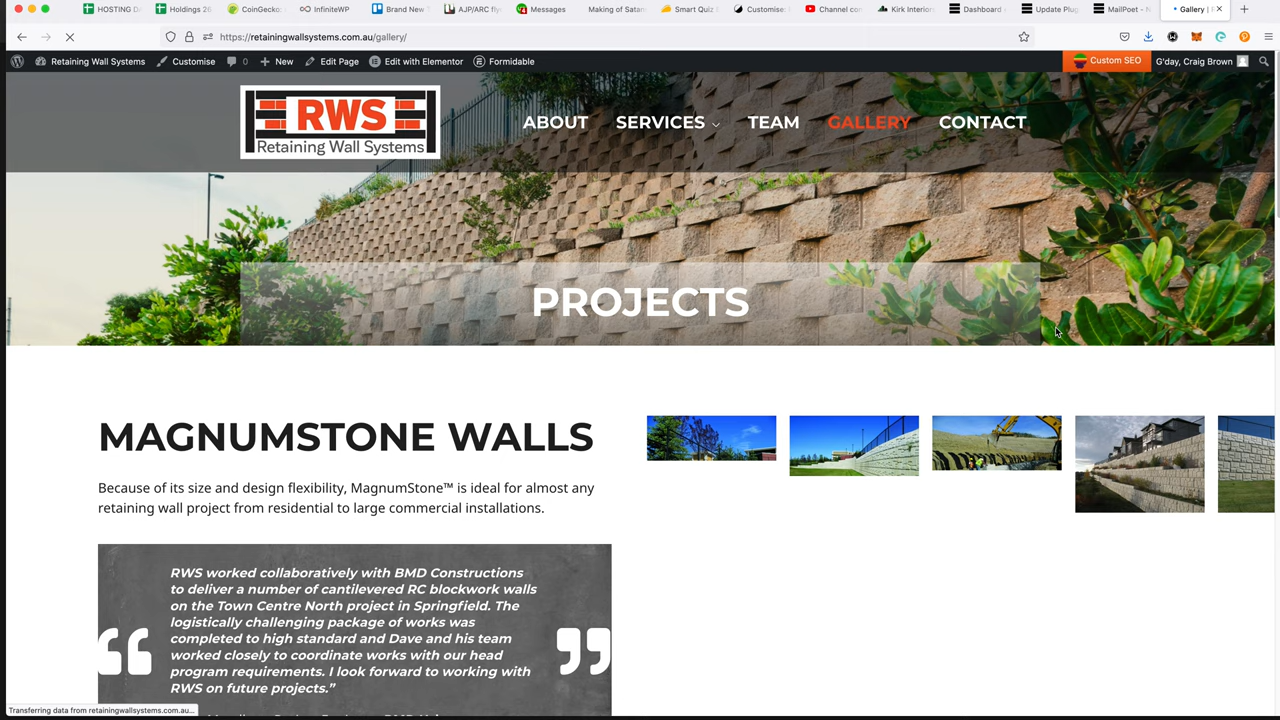 HOSTING DA
Holdings 26
CoinGecko:
InfiniteWP
Brand New T
AJP/ARC fly
Messages
Making of Satan
Smart Quiz B
Customise:
Channel con
Kirk Interiors
Dashboard
Update Plug
MailPoet -
Gallery |
https://retainingwallsystems.com.au/gallery/
Retaining Wall Systems
Customise
0
New
Edit Page
Edit with Elementor
Formidable
Custom SEO
G'day, Craig Brown
RWS
Retaining Wall Systems
ABOUT
SERVICES
TEAM
GALLERY
CONTACT
PROJECTS
MAGNUMSTONE WALLS
Because of its size and design flexibility, MagnumStone™ is ideal for almost any
retaining wall project from residential to large commercial installations.
RWS worked collaboratively with BMD Constructions
to deliver a number of cantilevered RC blockwork walls
on the Town Centre North project in Springfield. The
logistically challenging package of works was
completed to high standard and Dave and his team
worked closely to coordinate works with our head
program requirements. I look forward to working with
RWS on future projects.”
Transferring data from retainingwallsystems.com.au...